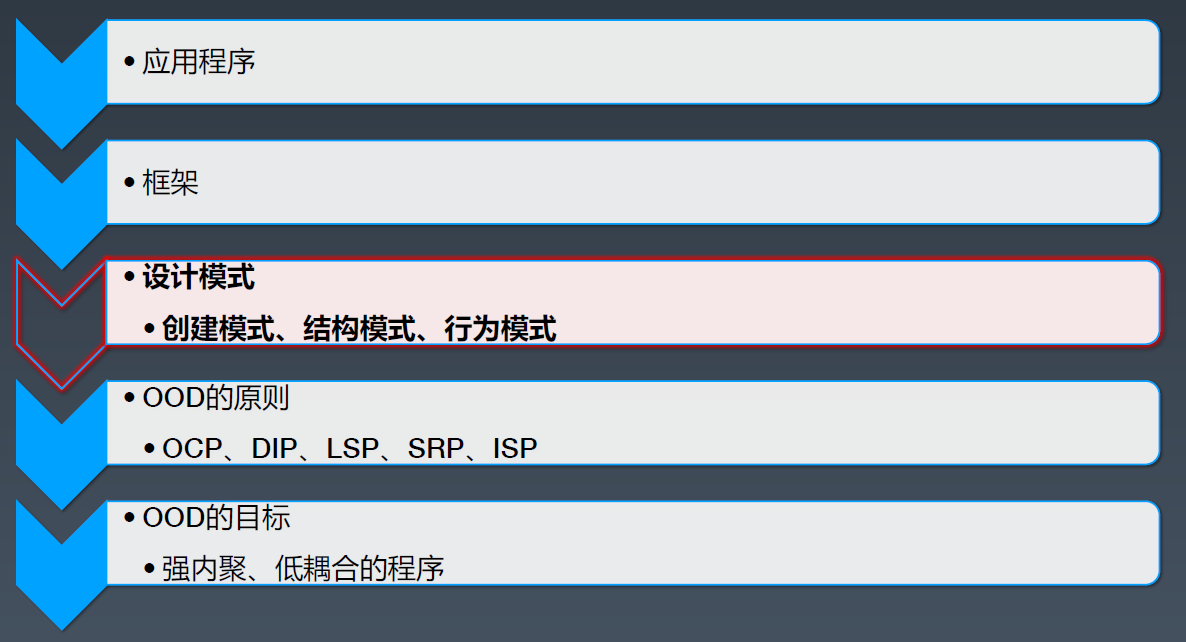 • 应用程序
• 框架
• 设计模式
• 创建模式、结构模式、行为模式
• OOD的原则
• OCP、DIP、LSP、SRP、ISP
• OOD的目标
• 强内聚、低耦合的程序